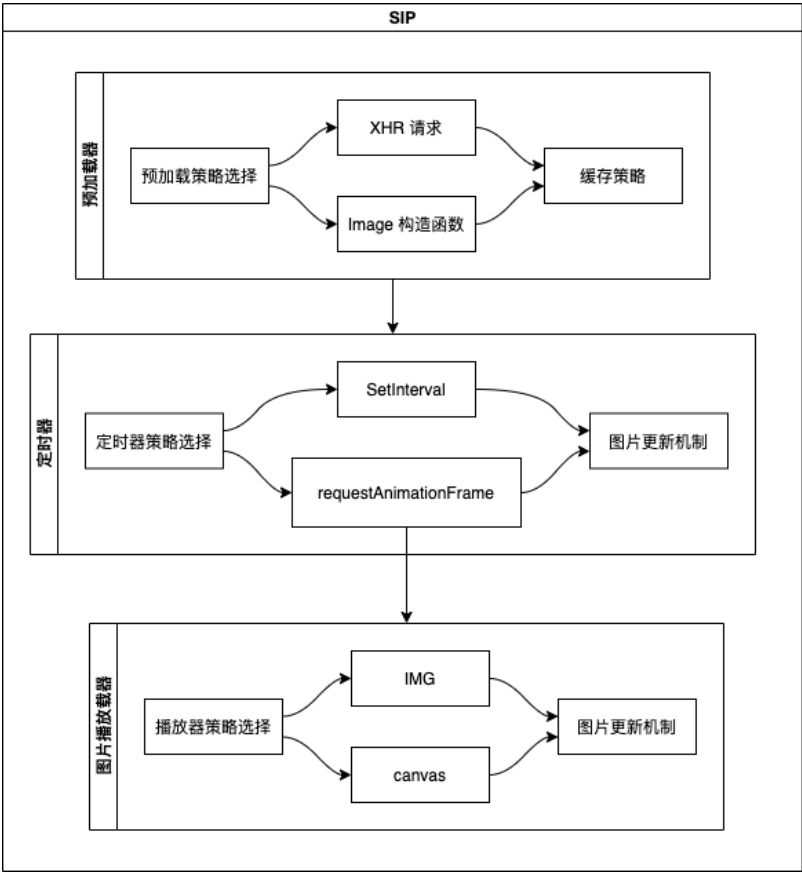 SIP
预加载器
预加载策略选择
XHR 请求
Image 构造函数
缓存策略
定时器
定时器策略选择
SetInterval
requestAnimationFrame
图片更新机制
图片播放载器
播放器策略选择
IMG
canvas
图片更新机制